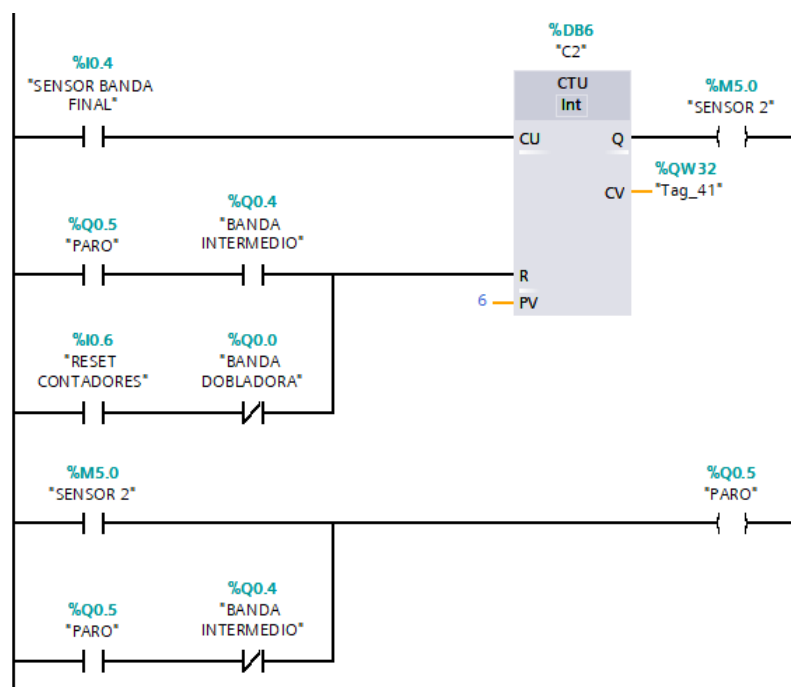 %DB6
"C2"
%I0.4
"SENSOR BANDA
FINAL"
CTU
Int
%M5.0
"SENSOR 2"
CU
Q
%QW32
CV
"Tag_41"
%Q0.5
"PARO"
%Q0.4
"BANDA
INTERMEDIO"
R
6
PV
%I0.6
"RESET
CONTADORES"
%Q0.0
"BANDA
DOBLADORA"
%M5.0
"SENSOR 2"
%Q0.5
"PARO"
%Q0.5
"PARO"
%Q0.4
"BANDA
INTERMEDIO"